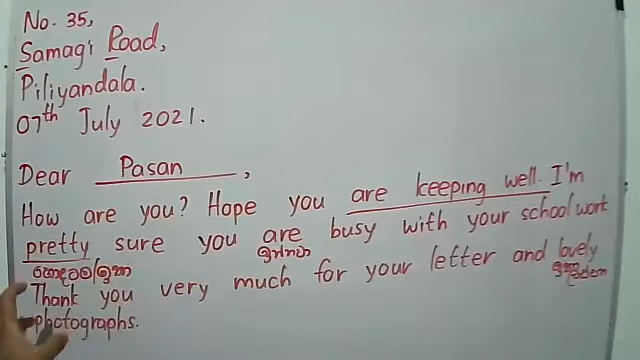 No. 35,
Samagi Road,
Piliyandala.
07th July 2021.
Dear Pasan,
How are you? Hope you are keeping well. I'm
pretty sure you are busy with your school work
Thank you very much for your letter and lovely
photographs.